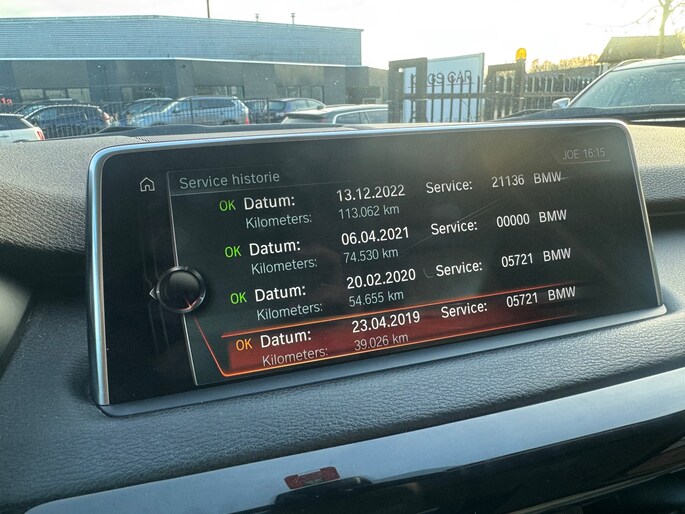 Service historie
JOE 16:15
OK Datum: 13.12.2022 Service: 21136 BMW
Kilometers: 113.062 km
OK Datum: 06.04.2021 Service: 00000 BMW
Kilometers: 74.530 km
OK Datum: 20.02.2020 Service: 05721 BMW
Kilometers: 54.655 km
OK Datum: 23.04.2019 Service: 05721 BMW
Kilometers: 39.026 km